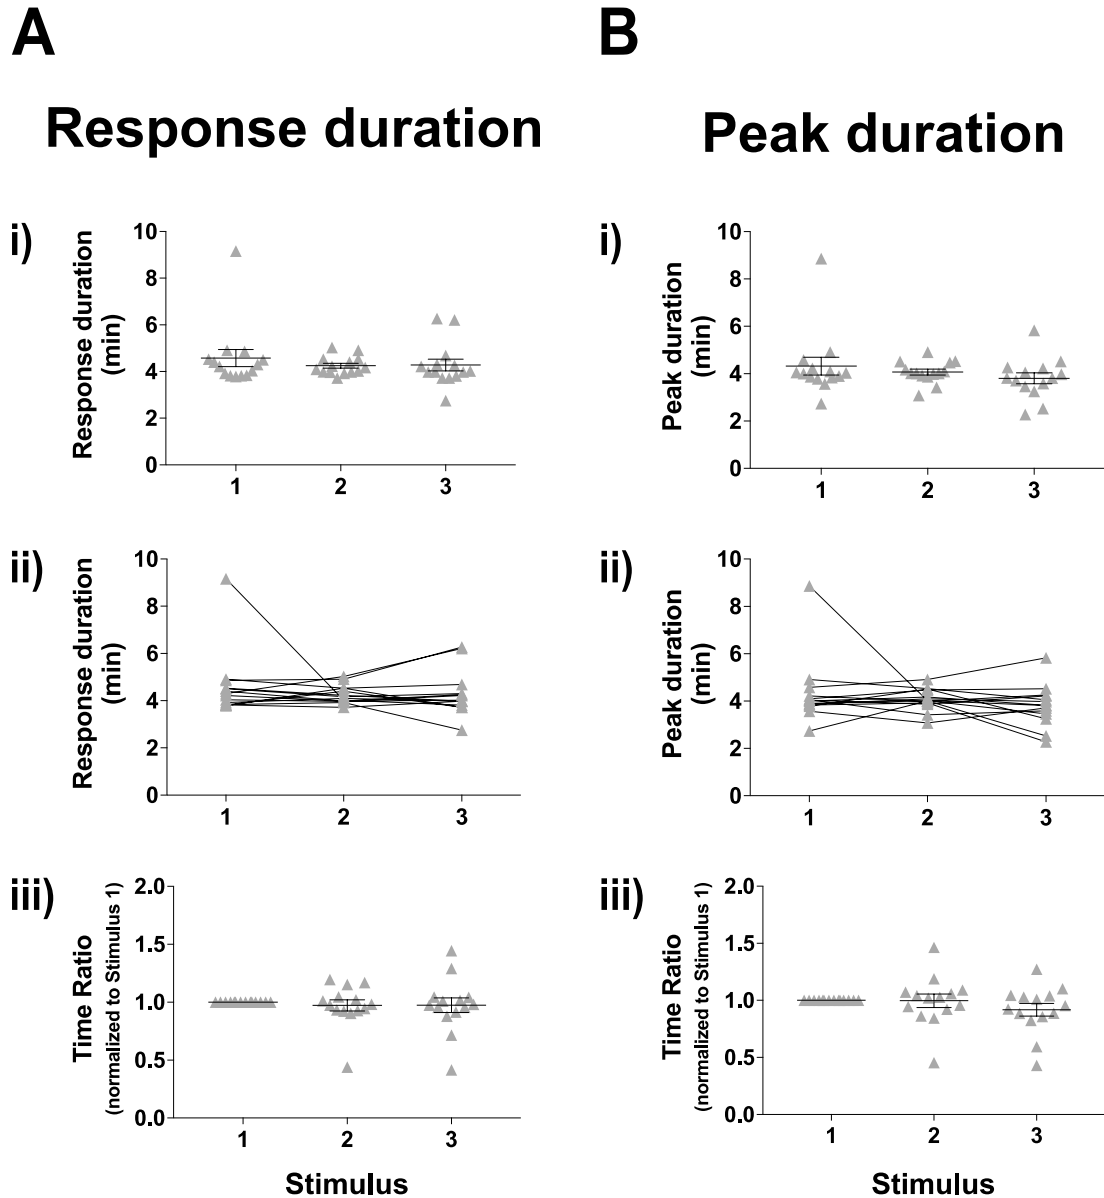 A
B
Response duration
Peak duration
i)
Response duration
(min)
10
8
6
4
2
0
1
2
3
i)
Peak duration
(min)
10
8
6
4
2
0
1
2
3
ii)
Response duration
(min)
10
8
6
4
2
0
1
2
3
ii)
Peak duration
(min)
10
8
6
4
2
0
1
2
3
iii)
Time Ratio
(normalized to Stimulus 1)
2.0
1.5
1.0
0.5
0.0
1
2
3
Stimulus
iii)
Time Ratio
(normalized to Stimulus 1)
2.0
1.5
1.0
0.5
0.0
1
2
3
Stimulus